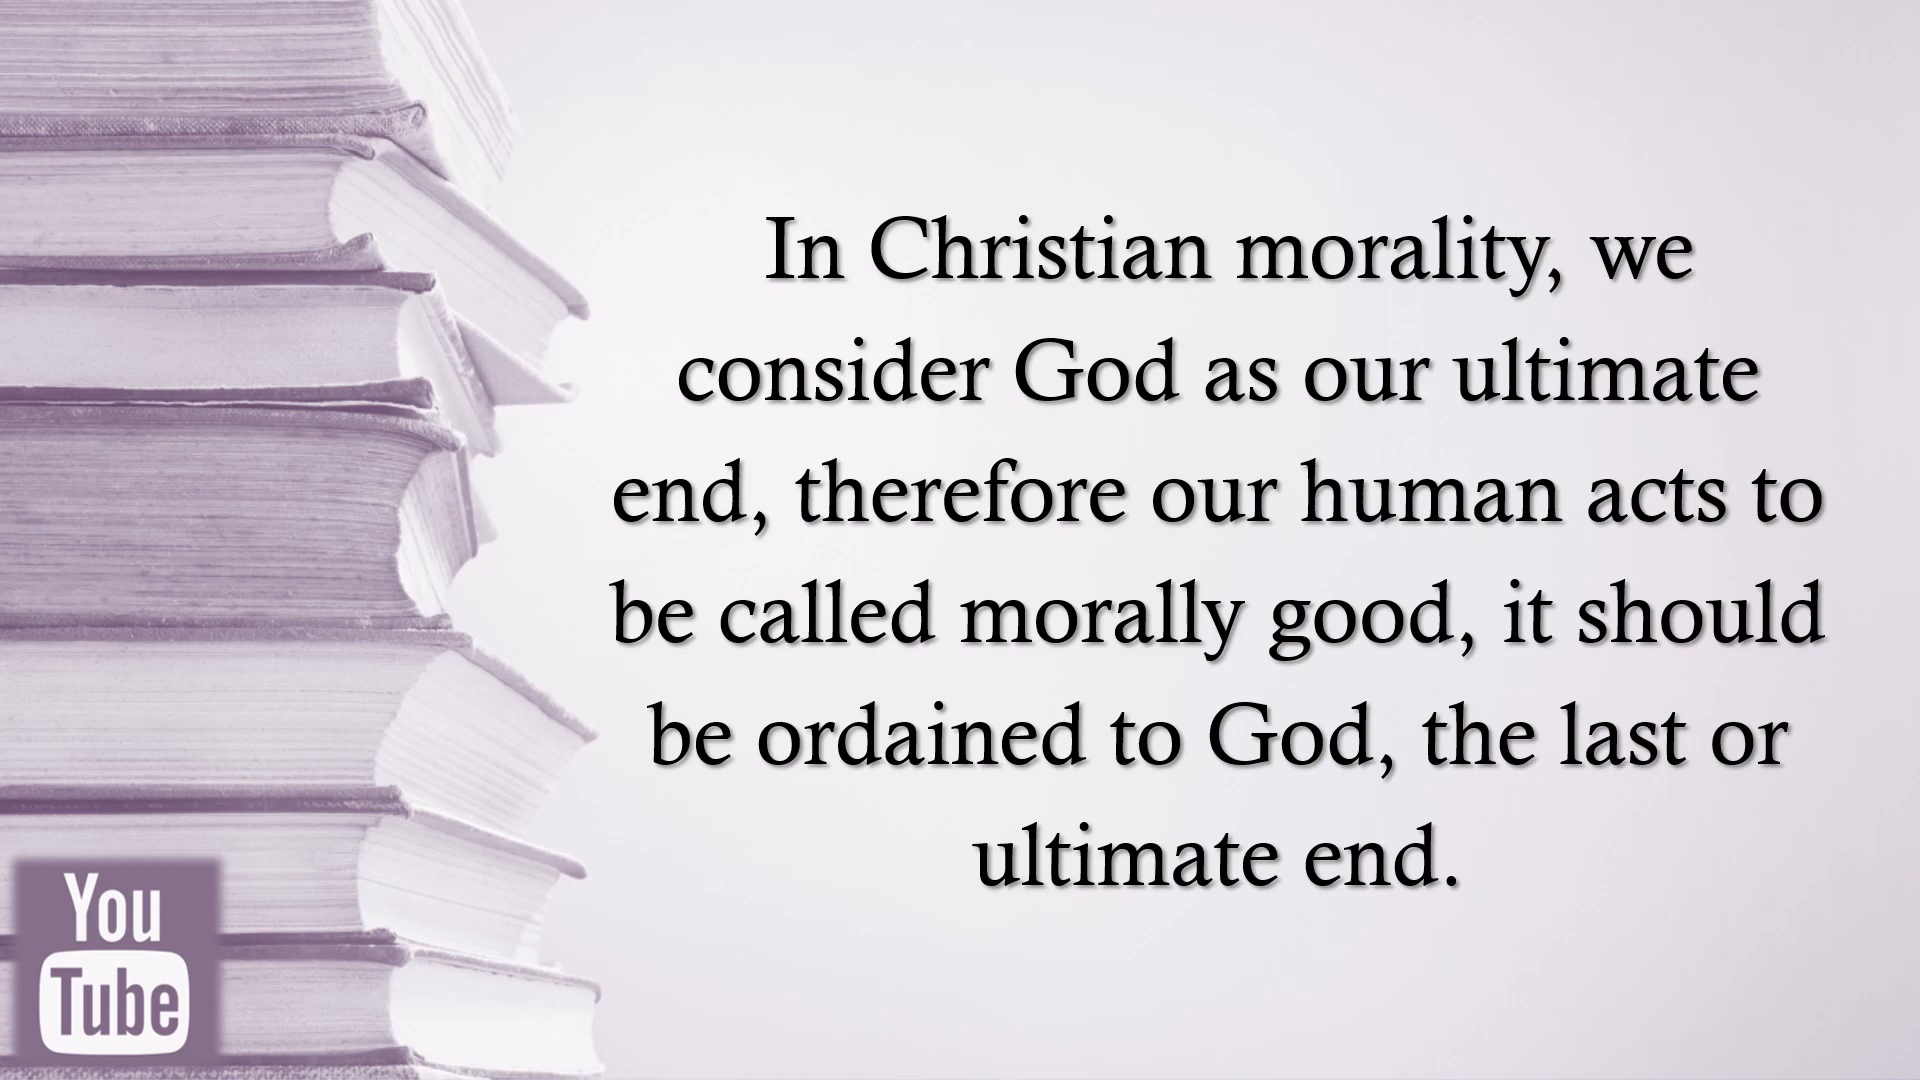 In Christian morality, we
consider God as our ultimate
end, therefore our human acts to
be called morally good, it should
be ordained to God, the last or
ultimate end.
You
Tube